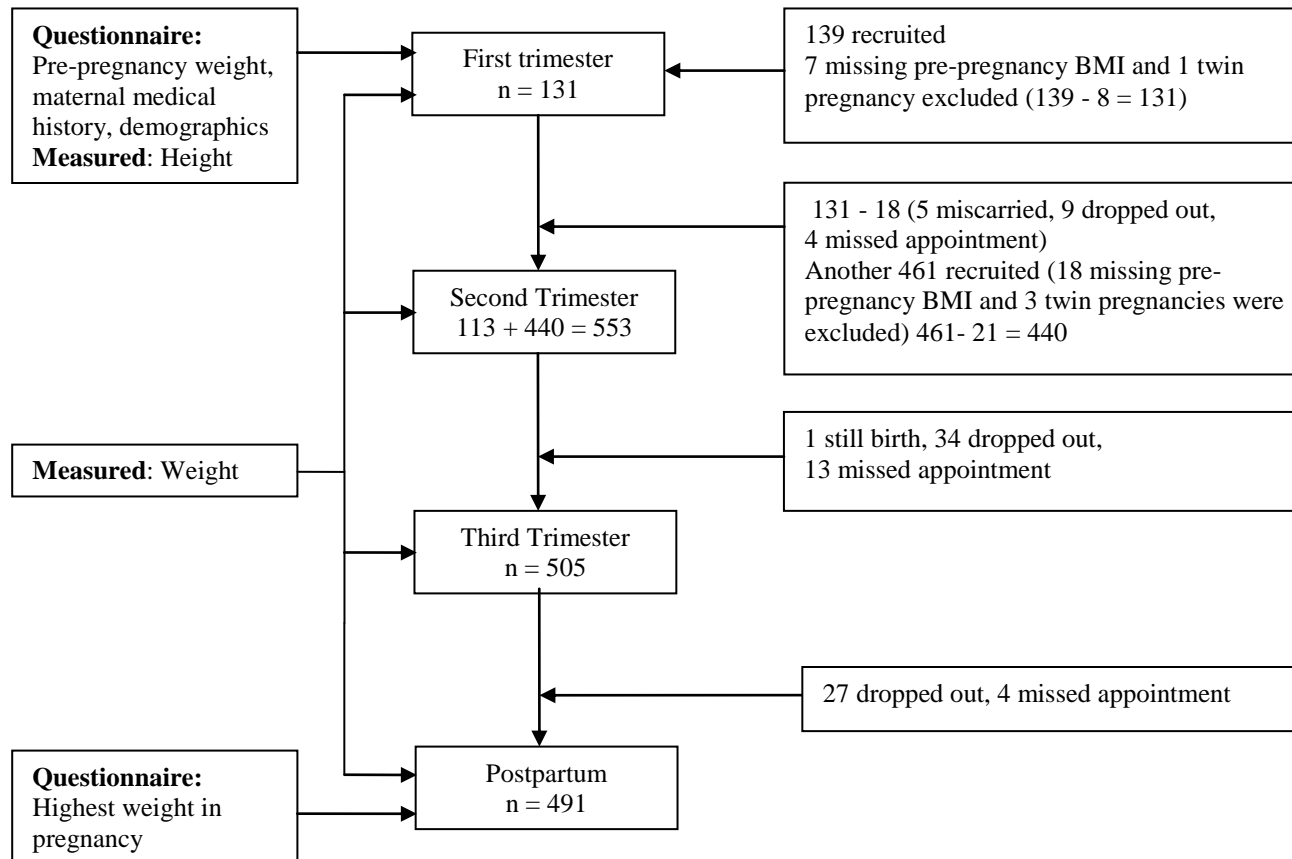 Questionnaire:
Pre-pregnancy weight,
maternal medical
history, demographics
Measured: Height
First trimester
n = 131
139 recruited
7 missing pre-pregnancy BMI and 1 twin
pregnancy excluded (139 - 8 = 131)
131 - 18 (5 miscarried, 9 dropped out,
4 missed appointment)
Another 461 recruited (18 missing pre-
pregnancy BMI and 3 twin pregnancies were
excluded) 461- 21 = 440
Second Trimester
113 + 440 = 553
1 still birth, 34 dropped out,
13 missed appointment
Measured: Weight
Third Trimester
n = 505
27 dropped out, 4 missed appointment
Questionnaire:
Highest weight in
pregnancy
Postpartum
n = 491